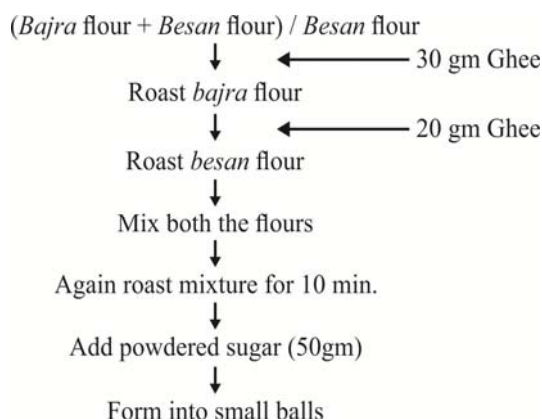 (Bajra flour + Besan flour) / Besan flour
30 gm Ghee
Roast bajra flour
20 gm Ghee
Roast besan flour
Mix both the flours
Again roast mixture for 10 min.
Add powdered sugar (50gm)
Form into small balls